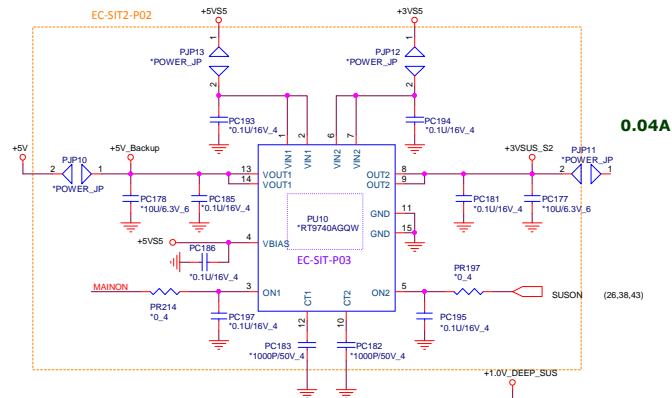 EC-SIT2-P02
+5VS5
+3VS5
PJP13
*POWER_JP
1
2
PJP12
*POWER_JP
1
2
PC193
*0.1U/16V_4
PC194
*0.1U/16V_4
0.04A
+5V
+5V_Backup
PJP10
2
1
*POWER_JP
+3VSUS_S2
PJP11
*POWER_JP
2
1
1
2
6
7
VIN1
VIN1
VIN2
VIN2
13
VOUT1
14
VOUT1
8
OUT2
9
OUT2
PC178
*10U/6.3V_6
PC185
*0.1U/16V_4
PC181
*0.1U/16V_4
PC177
*10U/6.3V_6
PU10
*RT9740AGQW
GND
11
GND
15
+5VS5
4
VBIAS
EC-SIT-P03
PC186
*0.1U/16V_4
MAINON
PR214
*0_4
3
ON1
CT1
CT2
ON2
5
PR197
*0_4
SUSON
(26,38,43)
PC197
*0.1U/16V_4
PC195
*0.1U/16V_4
12
10
PC183
*1000P/50V_4
PC182
*1000P/50V_4
+1.0V_DEEP_SUS